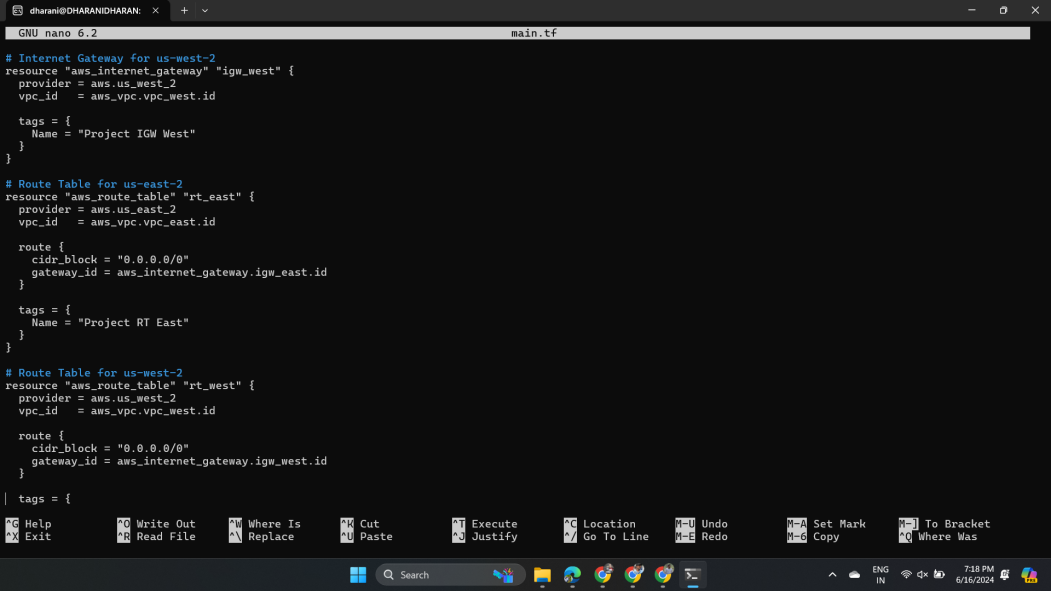 dharani@DHARANIDHARAN:
GNU nano 6.2 main.tf
# Internet Gateway for us-west-2
resource "aws_internet_gateway" "igw_west" {
  provider = aws.us_west_2
  vpc_id   = aws_vpc.vpc_west.id

  tags = {
    Name = "Project IGW West"
  }
}

# Route Table for us-east-2
resource "aws_route_table" "rt_east" {
  provider = aws.us_east_2
  vpc_id   = aws_vpc.vpc_east.id

  route {
    cidr_block = "0.0.0.0/0"
    gateway_id = aws_internet_gateway.igw_east.id
  }

  tags = {
    Name = "Project RT East"
  }
}

# Route Table for us-west-2
resource "aws_route_table" "rt_west" {
  provider = aws.us_west_2
  vpc_id   = aws_vpc.vpc_west.id

  route {
    cidr_block = "0.0.0.0/0"
    gateway_id = aws_internet_gateway.igw_west.id
  }

  tags = {
^G Help ^O Write Out ^W Where Is ^K Cut ^T Execute ^C Location M-U Undo M-A Set Mark M-] To Bracket
^X Exit ^R Read File ^\ Replace ^U Paste ^J Justify ^/ Go To Line M-E Redo M-6 Copy ^Q Where Was
Search
ENG
IN
7:18 PM
6/16/2024